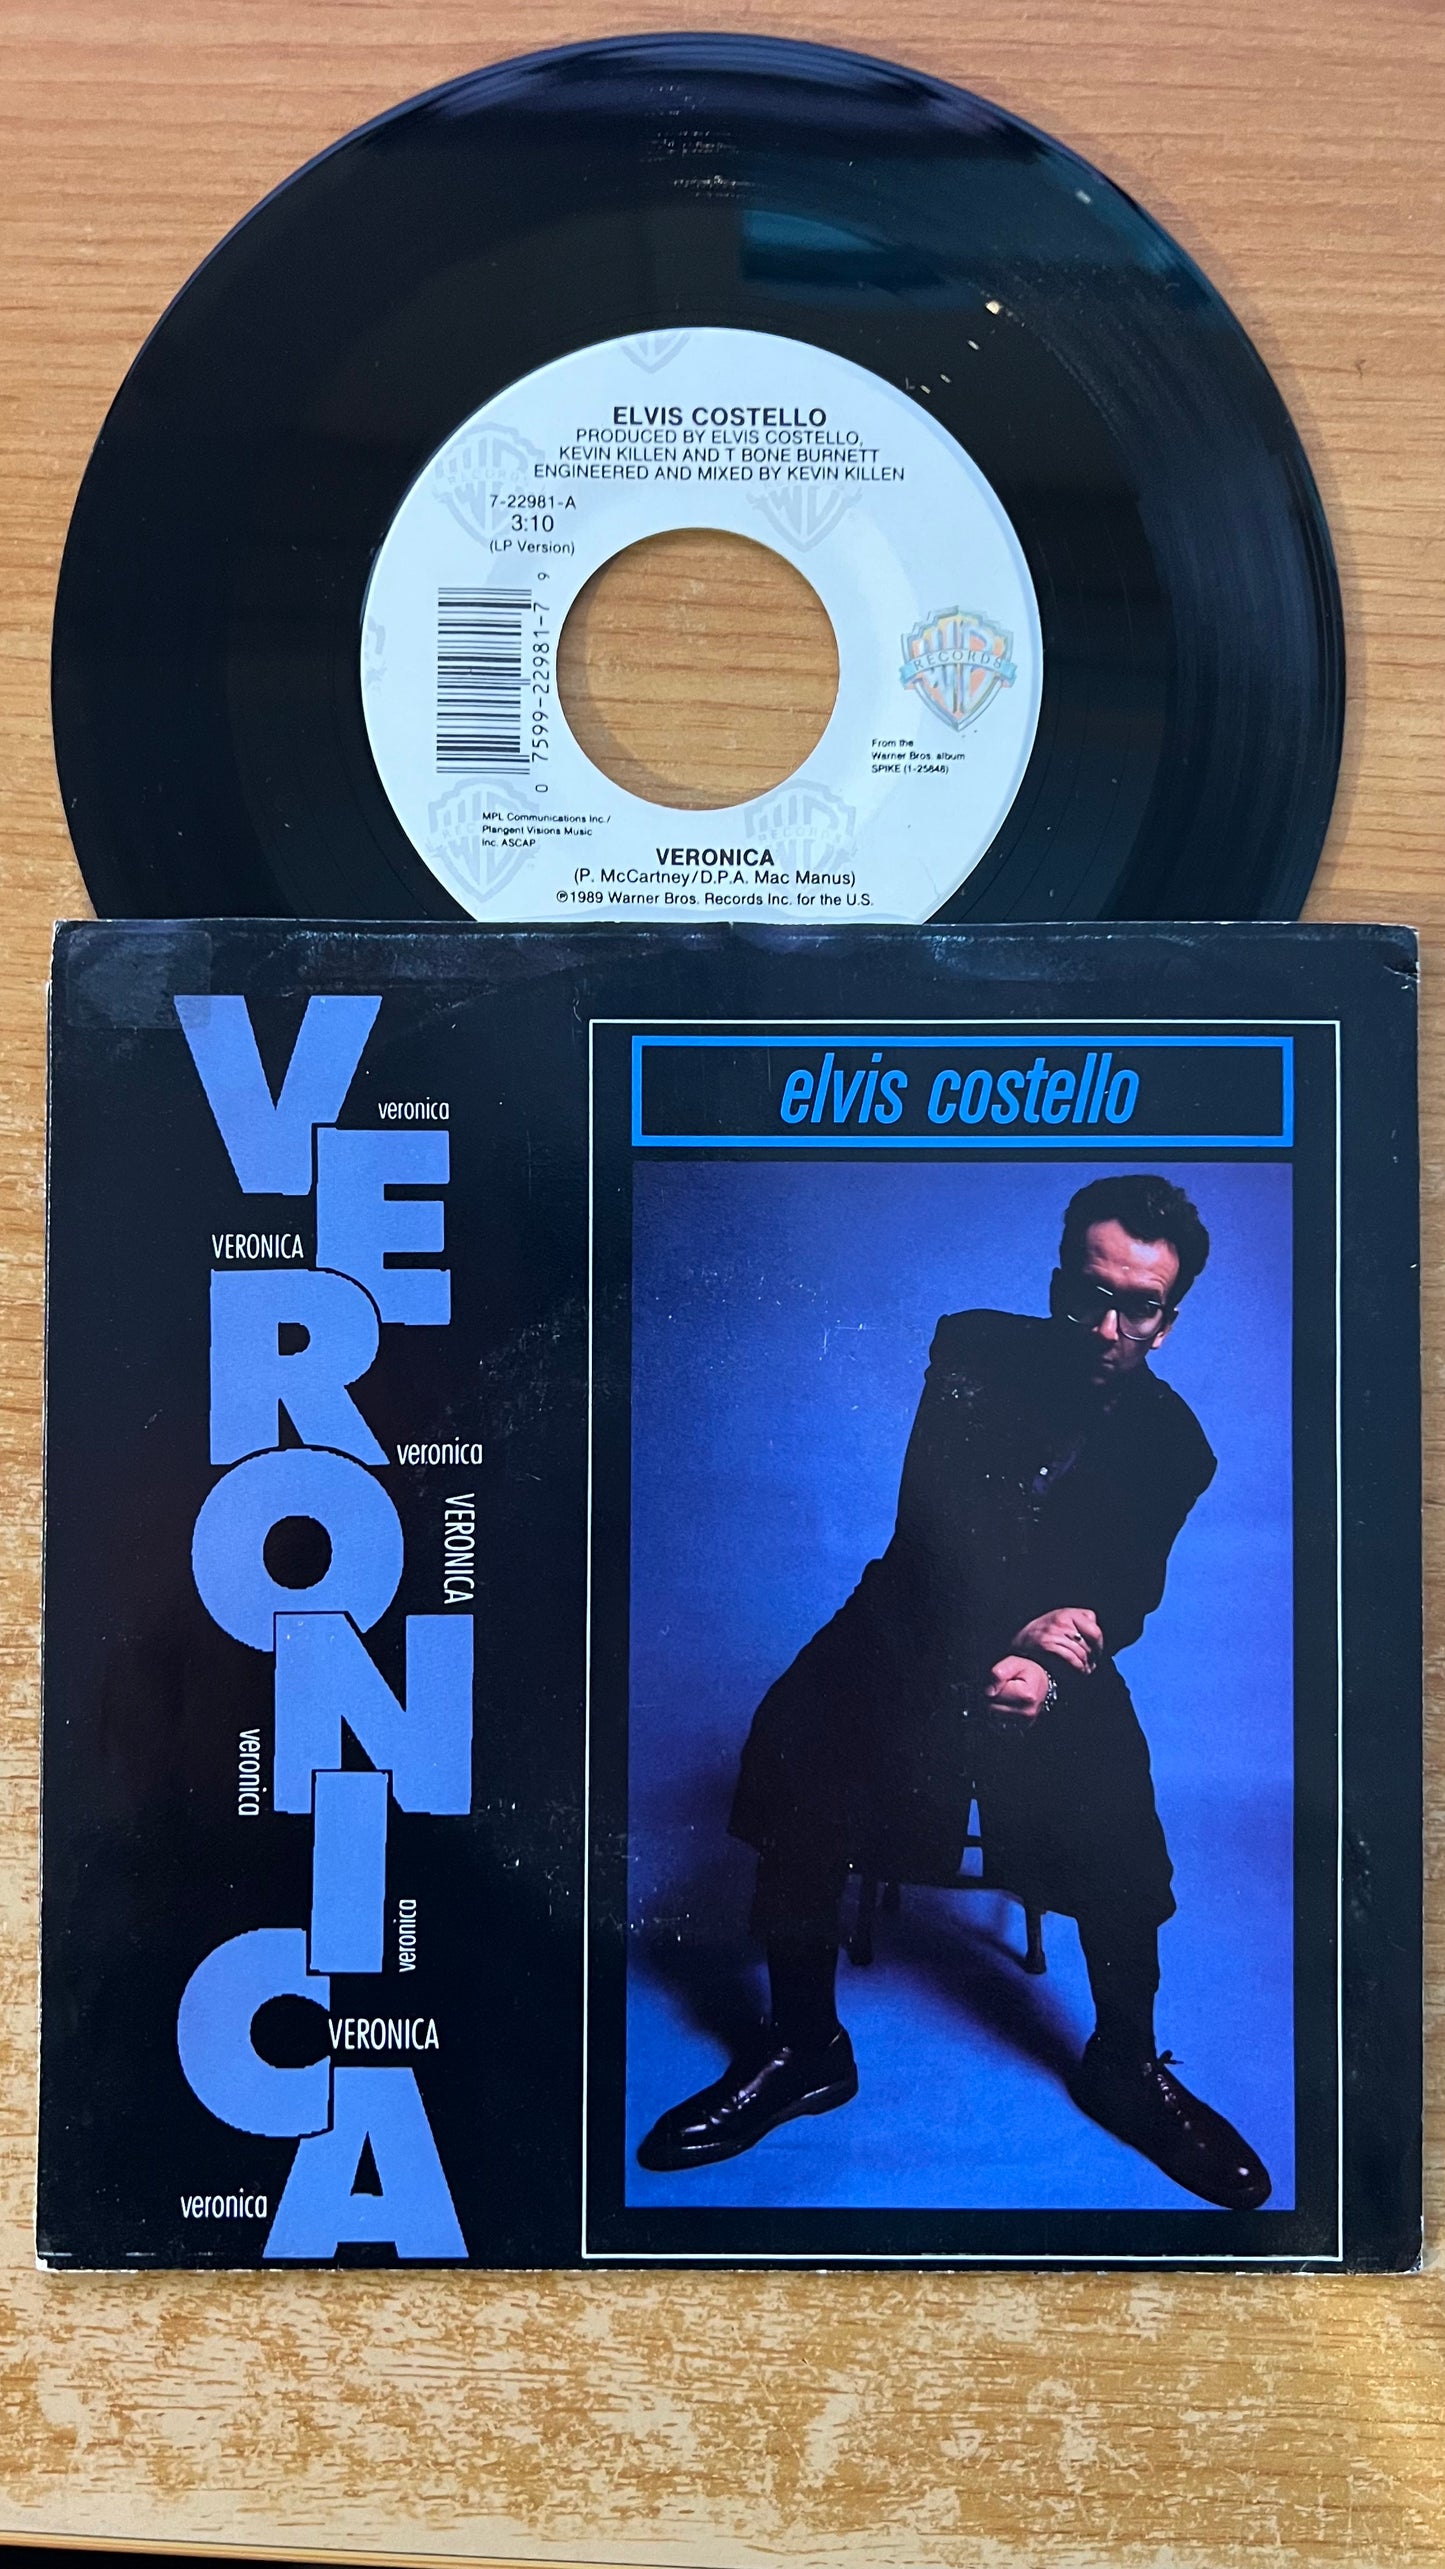 ELVIS COSTELLO
PRODUCED BY ELVIS COSTELLO,
KEVIN KILLEN AND T BONE BURNETT
ENGINEERED AND MIXED BY KEVIN KILLEN
7-22981-A
3:10
(LP Version)
0 7599-22981-7 9
RECORDS
From the
Warner Bros. album
SPIKE (1-25848)
MPL Communications Inc./
Plangent Visions Music
Inc. ASCAP
VERONICA
(P. McCartney/D.P.A. Mac Manus)
℗1989 Warner Bros. Records Inc. for the U.S.
VERONICA
veronica
VERONICA
veronica
VERONICA
veronica
veronica
VERONICA
veronica
elvis costello